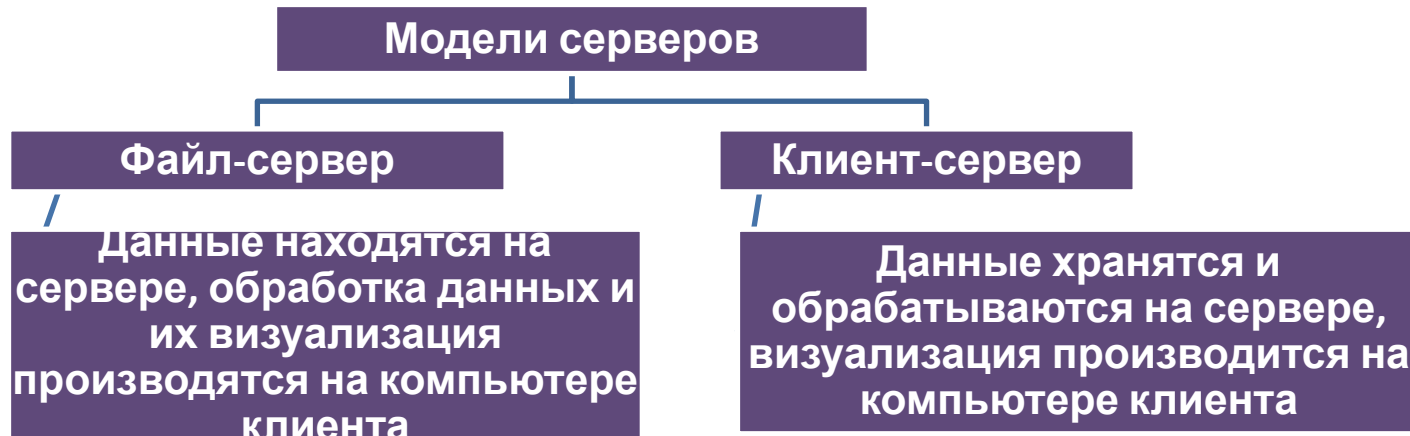 Модели серверов
Файл-сервер
Клиент-сервер
Данные находятся на
сервере, обработка данных и
их визуализация
производятся на компьютере
клиента
Данные хранятся и
обрабатываются на сервере,
визуализация производится на
компьютере клиента